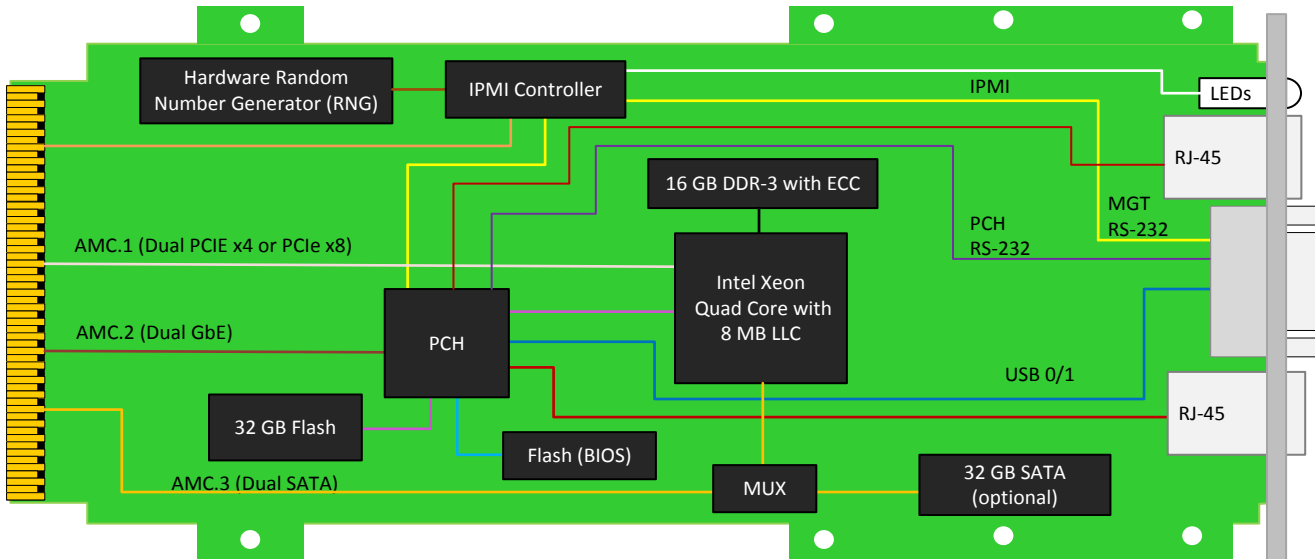 Hardware Random
Number Generator (RNG)
IPMI Controller
IPMI
LEDs
RJ-45
16 GB DDR-3 with ECC
MGT
RS-232
PCH
RS-232
AMC.1 (Dual PCIE x4 or PCIe x8)
Intel Xeon
Quad Core with
8 MB LLC
AMC.2 (Dual GbE)
PCH
USB 0/1
RJ-45
32 GB Flash
Flash (BIOS)
AMC.3 (Dual SATA)
MUX
32 GB SATA
(optional)